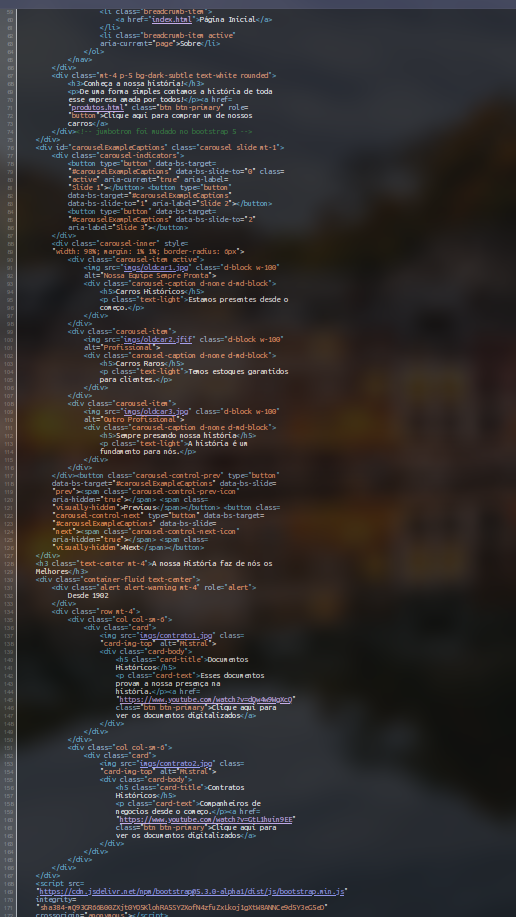 <li class="breadcrumb-item">
<a href="index.html">Página Inicial</a>
</li>
<li class="breadcrumb-item active"
aria-current="page">Sobre</li>
</ol>
</nav>
</div>
<div class="mt-4 p-5 bg-dark-subtle text-white rounded">
<h3>Conheça a nossa história!</h3>
<p>De uma forma simples contamos a história de toda
esse empresa amada por todos!</p><a href=
"produtos.html" class="btn btn-primary" role=
"button">Clique aqui para comprar um de nossos
carros</a>
</div><!-- jumbotron foi mudado no bootstrap 5 -->
</div>
<div id="carouselExampleCaptions" class="carousel slide mt-1">
<div class="carousel-indicators">
<button type="button" data-bs-target=
"#carouselExampleCaptions" data-bs-slide-to="0" class=
"active" aria-current="true" aria-label=
"Slide 1"></button> <button type="button"
data-bs-target="#carouselExampleCaptions"
data-bs-slide-to="1" aria-label="Slide 2"></button>
<button type="button" data-bs-target=
"#carouselExampleCaptions" data-bs-slide-to="2"
aria-label="Slide 3"></button>
</div>
<div class="carousel-inner" style=
"width: 98%; margin: 1% 1%; border-radius: 6px">
<div class="carousel-item active">
<img src="imgs/oldcar1.jpg" class="d-block w-100"
alt="Nossa Equipe Sempre Pronta">
<div class="carousel-caption d-none d-md-block">
<h5>Carros Históricos</h5>
<p class="text-light">Estamos presentes desde o
começo.</p>
</div>
</div>
<div class="carousel-item">
<img src="imgs/oldcar2.jfif" class="d-block w-100"
alt="Profissional">
<div class="carousel-caption d-none d-md-block">
<h5>Carros Raros</h5>
<p class="text-light">Temos estoques garantidos
para clientes.</p>
</div>
</div>
<div class="carousel-item">
<img src="imgs/oldcar3.jpg" class="d-block w-100"
alt="Outro Profissional">
<div class="carousel-caption d-none d-md-block">
<h5>Sempre presando nossa história</h5>
<p class="text-light">A história é um
fundamento para nós.</p>
</div>
</div>
</div><button class="carousel-control-prev" type="button"
data-bs-target="#carouselExampleCaptions" data-bs-slide=
"prev"><span class="carousel-control-prev-icon"
aria-hidden="true"></span> <span class=
"visually-hidden">Previous</span></button> <button class=
"carousel-control-next" type="button" data-bs-target=
"#carouselExampleCaptions" data-bs-slide=
"next"><span class="carousel-control-next-icon"
aria-hidden="true"></span> <span class=
"visually-hidden">Next</span></button>
</div>
<h3 class="text-center mt-4">A nossa História faz de nós os
Melhores</h3>
<div class="container-fluid text-center">
<div class="alert alert-warning mt-4" role="alert">
Desde 1902
</div>
<div class="row mt-4">
<div class="col col-sm-6">
<div class="card">
<img src="imgs/contrato1.jpg" class=
"card-img-top" alt="Mistral">
<div class="card-body">
<h5 class="card-title">Documentos
Históricos</h5>
<p class="card-text">Esses documentos
provam a nossa presença na
história.</p><a href=
"https://www.youtube.com/watch?v=dQw4w9WgXcQ"
class="btn btn-primary">Clique aqui para
ver os documentos digitalizados</a>
</div>
</div>
</div>
<div class="col col-sm-6">
<div class="card">
<img src="imgs/contrato2.jpg" class=
"card-img-top" alt="Mistral">
<div class="card-body">
<h5 class="card-title">Contratos
Históricos</h5>
<p class="card-text">Companheiros de
negocios desde o começo.</p><a href=
class="btn btn-primary">Clique aqui para
ver os documentos digitalizados</a>
</div>
</div>
</div>
</div>
</div>
<script src=
"https://cdn.jsdelivr.net/npm/bootstrap@5.3.0-alpha1/dist/js/bootstrap.min.js"
integrity=
crossorigin="anonymous"></script>